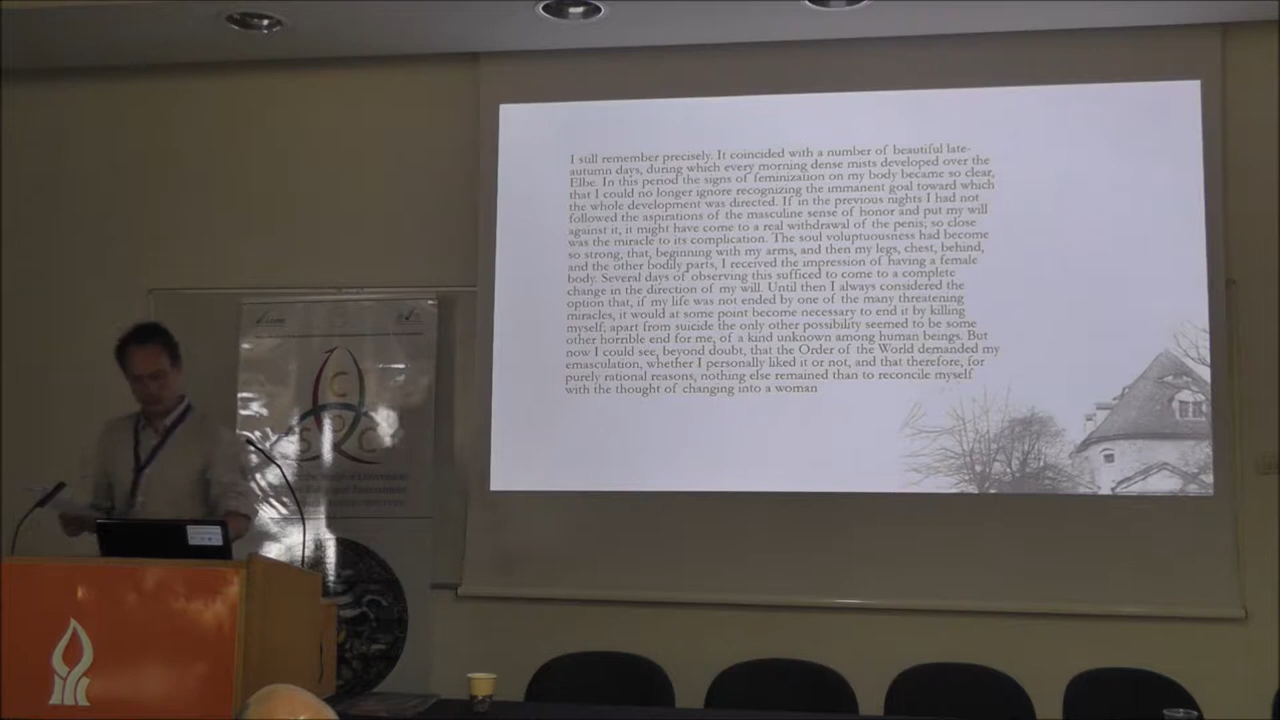 I still remember precisely. It coincided with a number of beautiful late-
autumn days, during which every morning dense mists developed over the
Elbe. In this period the signs of feminization on my body became so clear,
that I could no longer ignore recognizing the immanent goal toward which
the whole development was directed. If in the previous nights I had not
followed the aspirations of the masculine sense of honor and put my will
against it, it might have come to a real withdrawal of the penis; so close
was the miracle to its complication. The soul voluptuousness had become
so strong, that, beginning with my arms, and then my legs, chest, behind,
and the other bodily parts, I received the impression of having a female
body. Several days of observing this sufficed to come to a complete
change in the direction of my will. Until then I always considered the
option that, if my life was not ended by one of the many threatening
miracles, it would at some point become necessary to end it by killing
myself; apart from suicide the only other possibility seemed to be some
other horrible end for me, of a kind unknown among human beings. But
now I could see, beyond doubt, that the Order of the World demanded my
emasculation, whether I personally liked it or not, and that therefore, for
purely rational reasons, nothing else remained than to reconcile myself
with the thought of changing into a woman
C
S
C